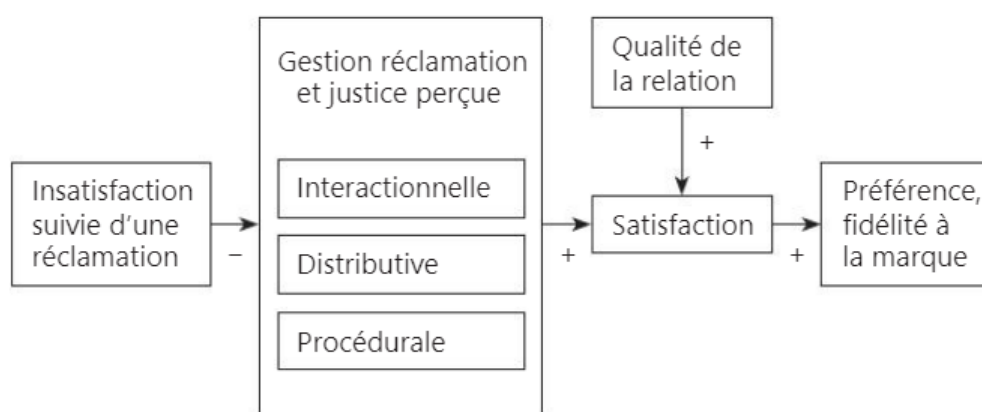 Gestion réclamation
et justice perçue
Qualité de
la relation
+
Insatisfaction
suivie d'une
réclamation
−
Interactionnelle
Distributive
Procédurale
+
Satisfaction
+
Préférence,
fidélité à
la marque